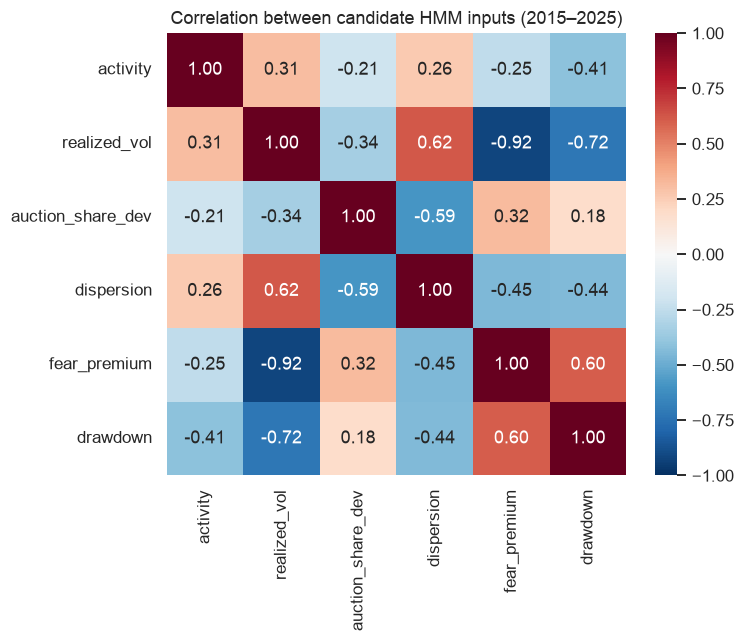 Correlation between candidate HMM inputs (2015–2025)
activity 1.00 0.31 -0.21 0.26 -0.25 -0.41
realized_vol 0.31 1.00 -0.34 0.62 -0.92 -0.72
auction_share_dev -0.21 -0.34 1.00 -0.59 0.32 0.18
dispersion 0.26 0.62 -0.59 1.00 -0.45 -0.44
fear_premium -0.25 -0.92 0.32 -0.45 1.00 0.60
drawdown -0.41 -0.72 0.18 -0.44 0.60 1.00
activity
realized_vol
auction_share_dev
dispersion
fear_premium
drawdown
1.00
0.75
0.50
0.25
0.00
−0.25
−0.50
−0.75
−1.00